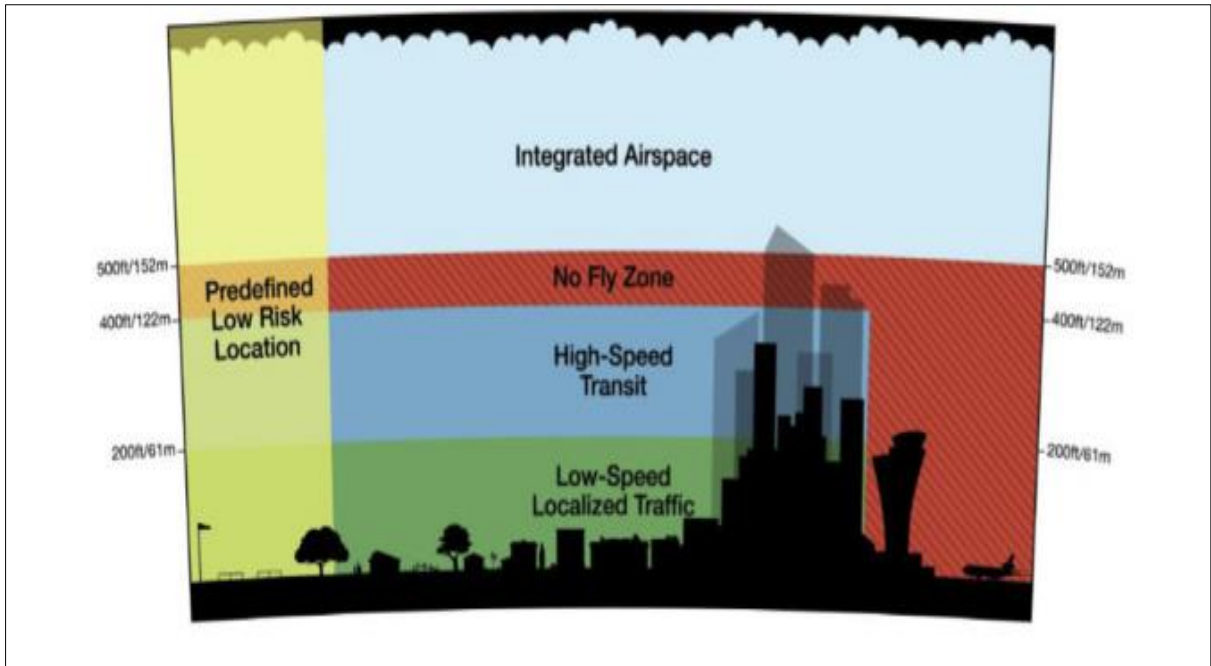 Integrated Airspace
500ft/152m
No Fly Zone
500ft/152m
Predefined
Low Risk
Location
400ft/122m
400ft/122m
High-Speed
Transit
200ft/61m
200ft/61m
Low-Speed
Localized Traffic